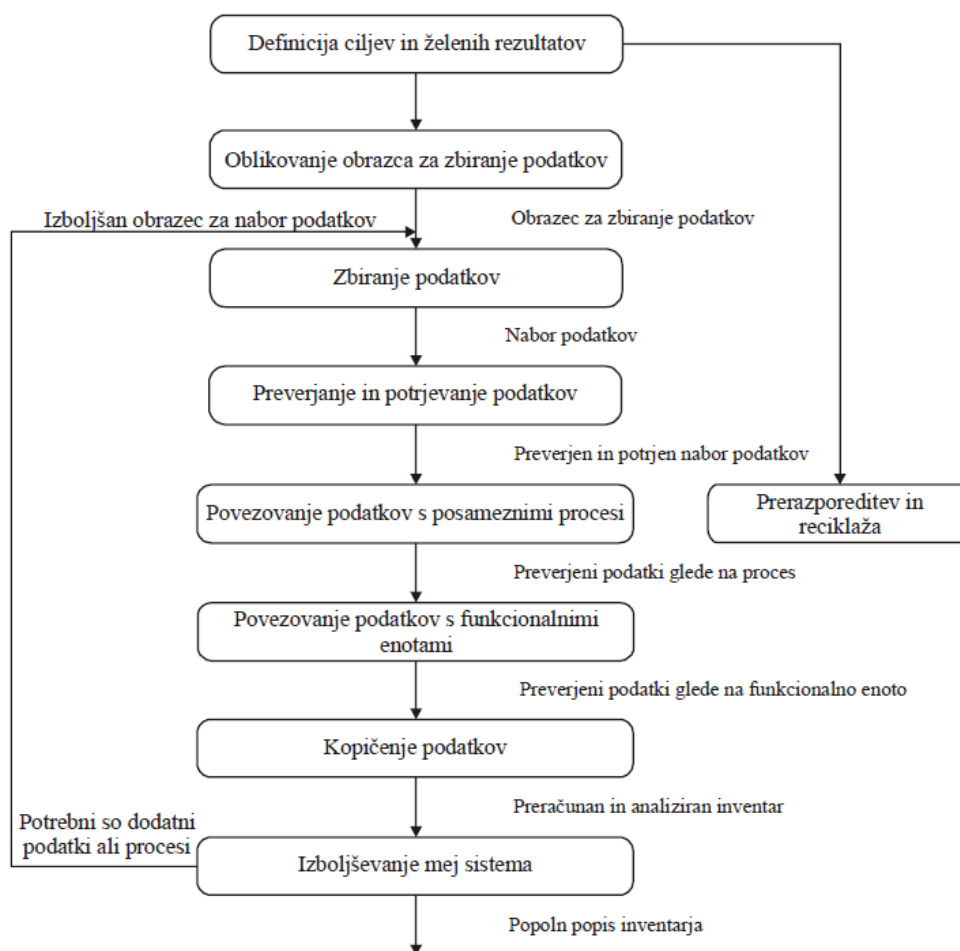 Definicija ciljev in želenih rezultatov
Oblikovanje obrazca za zbiranje podatkov
Izboljšan obrazec za nabor podatkov
Obrazec za zbiranje podatkov
Zbiranje podatkov
Nabor podatkov
Preverjanje in potrjevanje podatkov
Preverjen in potrjen nabor podatkov
Povezovanje podatkov s posameznimi procesi
Prerazporeditev in
reciklaža
Preverjeni podatki glede na proces
Povezovanje podatkov s funkcionalnimi
enotami
Preverjeni podatki glede na funkcionalno enoto
Kopičenje podatkov
Preračunan in analiziran inventar
Potrebni so dodatni
podatki ali procesi
Izboljševanje mej sistema
Popoln popis inventarja